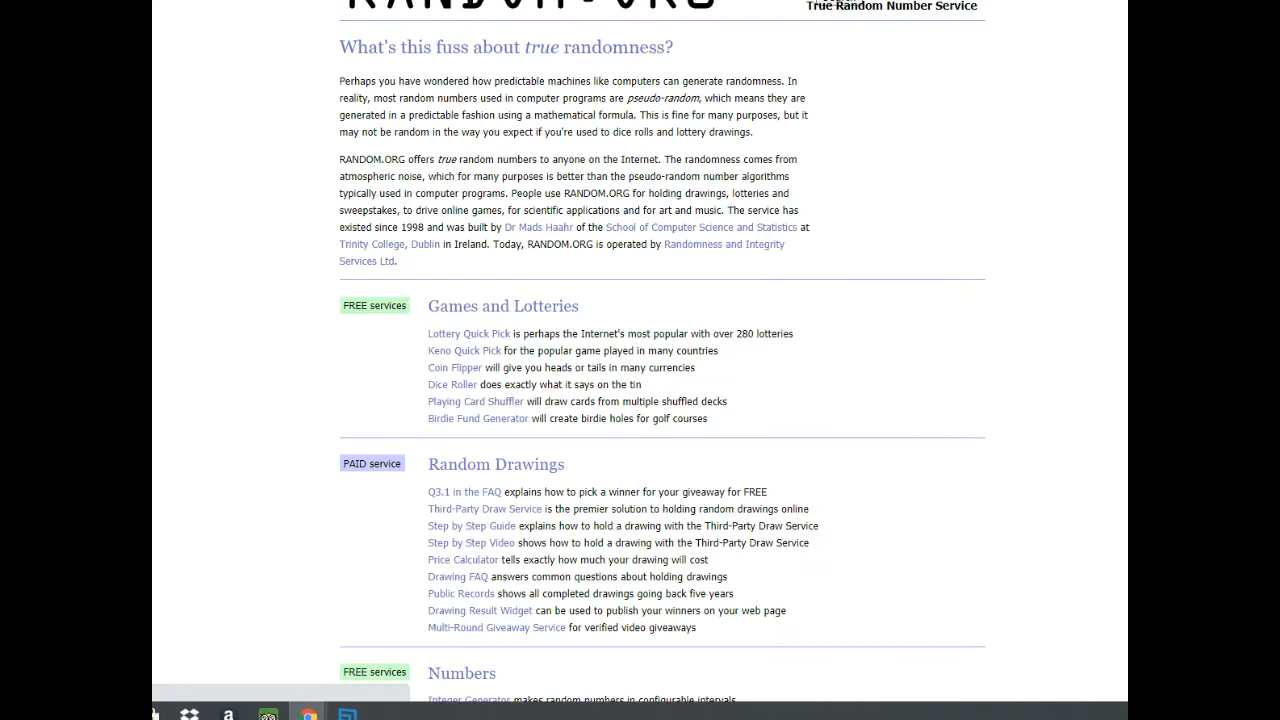 RANDOM.ORG
True Random Number Service
What's this fuss about true randomness?
Perhaps you have wondered how predictable machines like computers can generate randomness. In
reality, most random numbers used in computer programs are pseudo-random, which means they are
generated in a predictable fashion using a mathematical formula. This is fine for many purposes, but it
may not be random in the way you expect if you're used to dice rolls and lottery drawings.
RANDOM.ORG offers true random numbers to anyone on the Internet. The randomness comes from
atmospheric noise, which for many purposes is better than the pseudo-random number algorithms
typically used in computer programs. People use RANDOM.ORG for holding drawings, lotteries and
sweepstakes, to drive online games, for scientific applications and for art and music. The service has
existed since 1998 and was built by Dr Mads Haahr of the School of Computer Science and Statistics at
Trinity College, Dublin in Ireland. Today, RANDOM.ORG is operated by Randomness and Integrity
Services Ltd.
FREE services
Games and Lotteries
Lottery Quick Pick is perhaps the Internet's most popular with over 280 lotteries
Keno Quick Pick for the popular game played in many countries
Coin Flipper will give you heads or tails in many currencies
Dice Roller does exactly what it says on the tin
Playing Card Shuffler will draw cards from multiple shuffled decks
Birdie Fund Generator will create birdie holes for golf courses
PAID service
Random Drawings
Q3.1 in the FAQ explains how to pick a winner for your giveaway for FREE
Third-Party Draw Service is the premier solution to holding random drawings online
Step by Step Guide explains how to hold a drawing with the Third-Party Draw Service
Step by Step Video shows how to hold a drawing with the Third-Party Draw Service
Price Calculator tells exactly how much your drawing will cost
Drawing FAQ answers common questions about holding drawings
Public Records shows all completed drawings going back five years
Drawing Result Widget can be used to publish your winners on your web page
Multi-Round Giveaway Service for verified video giveaways
FREE services
Numbers
Integer Generator makes random numbers in configurable intervals